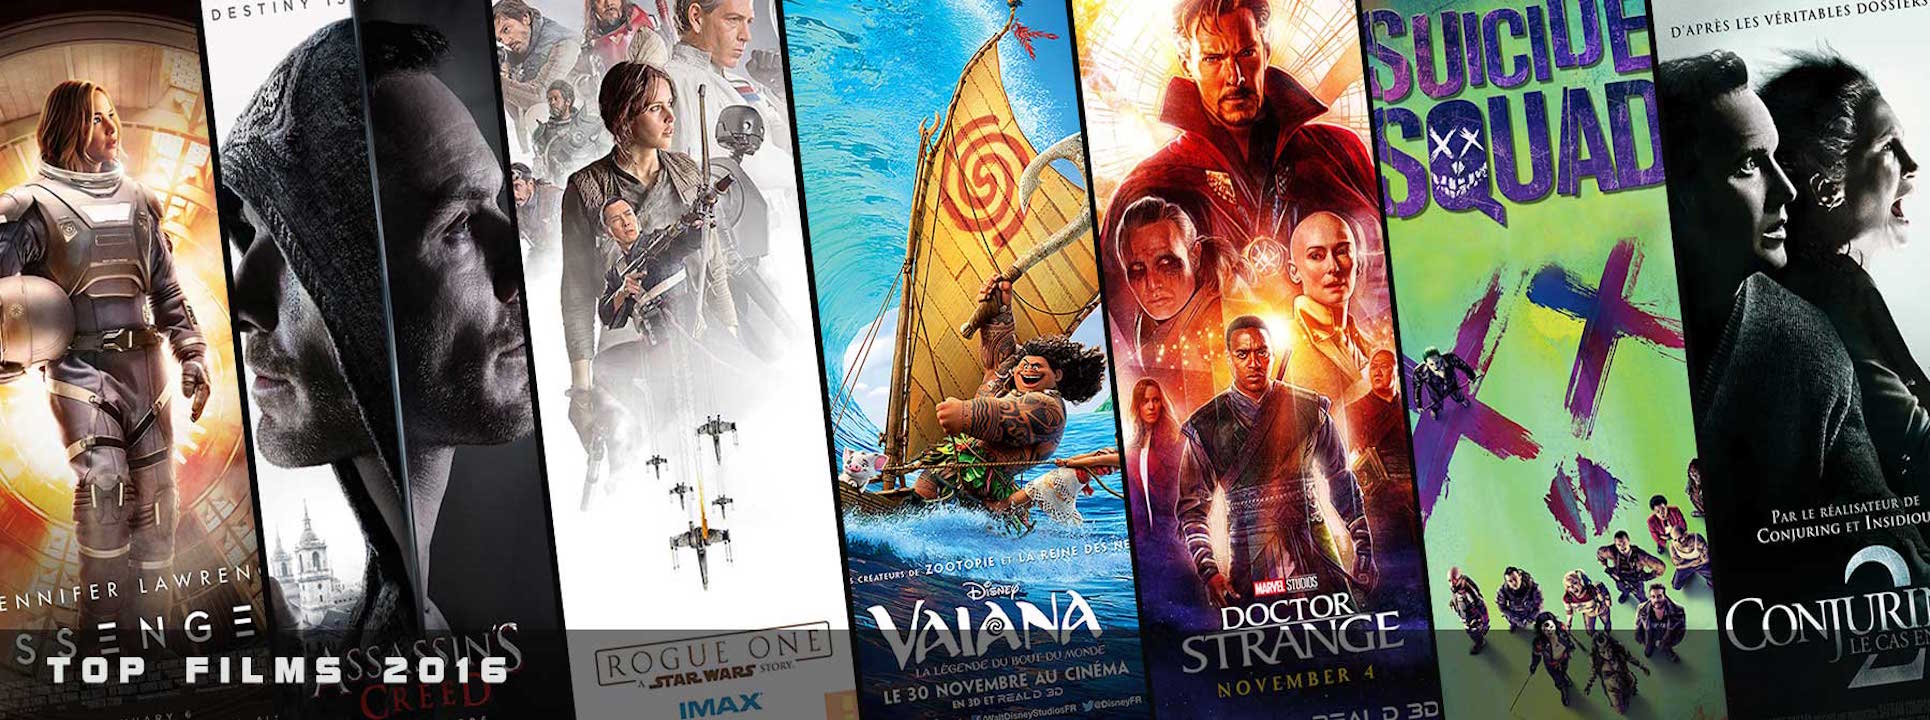 DESTINY IS
ENNIFER LAWREN
SSENGE
ASSASSIN'S
CREED
ROGUE ONE
A STAR WARS STORY
IMAX
S CRÉATEURS DE ZOOTOPIE ET LA REINE DES NE
DISNEY
VAIANA
LA LÉGENDE DU BOUT DU MONDE
LE 30 NOVEMBRE AU CINÉMA
EN 3D ET REAL D 3D
WaltDisneyStudiosFR @DisneyFR
MARVEL STUDIOS
DOCTOR
STRANGE
NOVEMBER 4
REAL D 3D
SUICIDE
SQUAD
D'APRÈS LES VÉRITABLES DOSSIERS
PAR LE RÉALISATEUR DE
CONJURING ET INSIDIOU
2
CONJURI
LE CAS E
TOP FILMS 2016